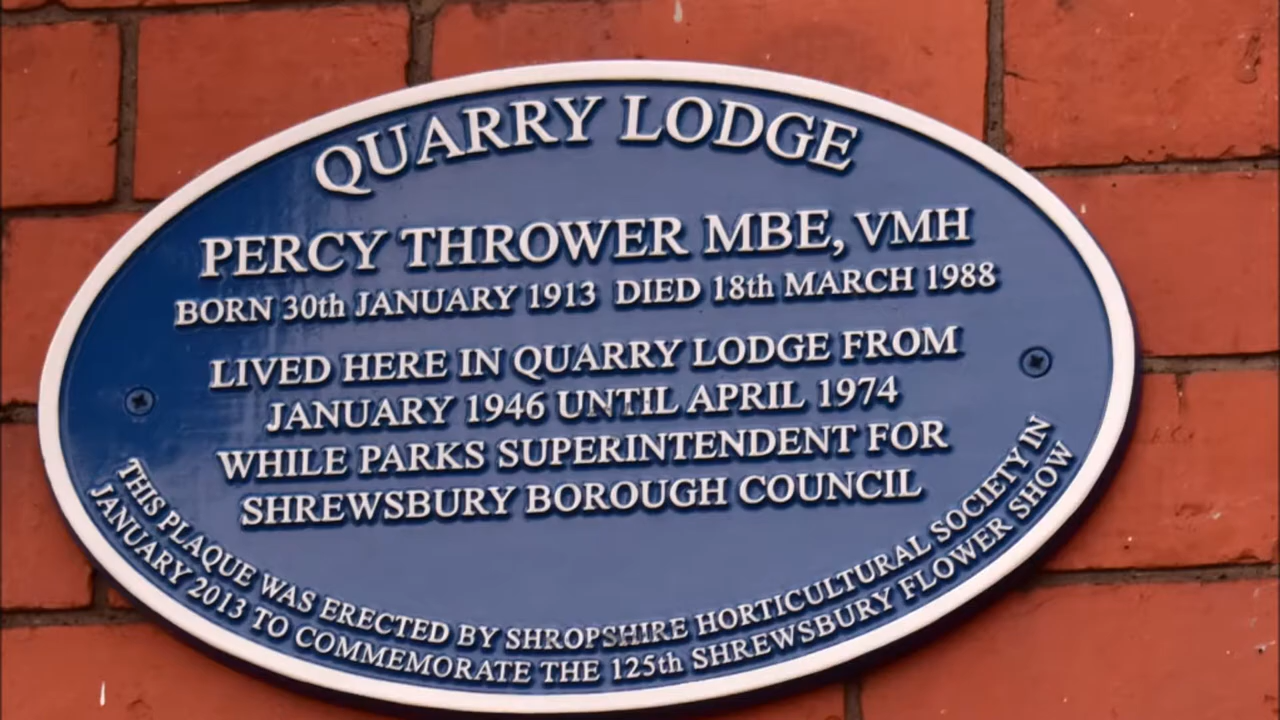 QUARRY LODGE
PERCY THROWER MBE, VMH
BORN 30th JANUARY 1913 DIED 18th MARCH 1988
LIVED HERE IN QUARRY LODGE FROM
JANUARY 1946 UNTIL APRIL 1974
WHILE PARKS SUPERINTENDENT FOR
SHREWSBURY BOROUGH COUNCIL
THIS PLAQUE WAS ERECTED BY SHROPSHIRE HORTICULTURAL SOCIETY IN
JANUARY 2013 TO COMMEMORATE THE 125th SHREWSBURY FLOWER SHOW